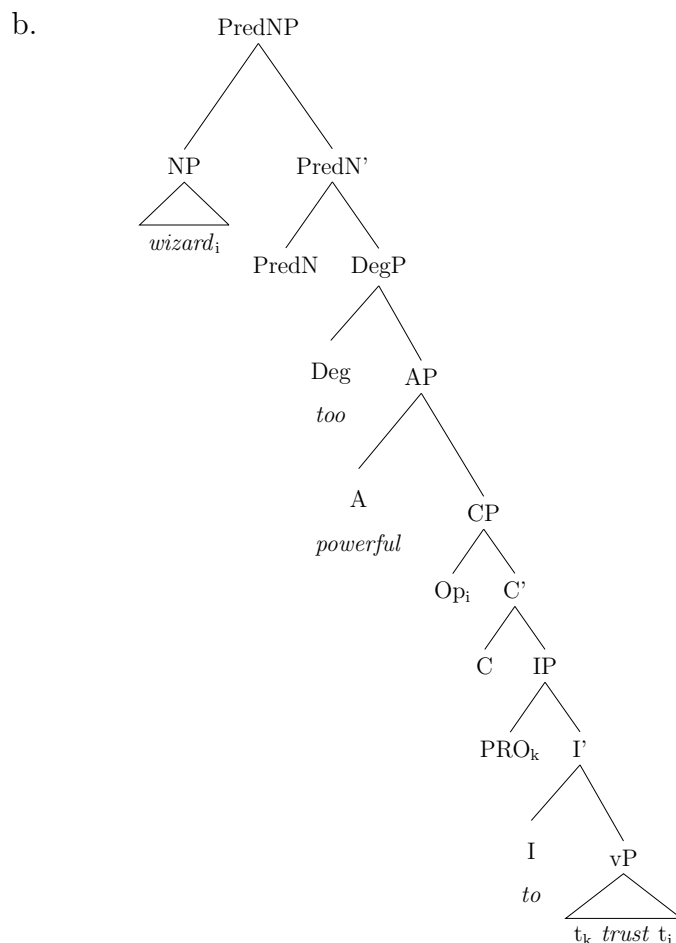 b.
PredNP
NP PredN'
wizardᵢ
PredN DegP
Deg AP
too
A
CP
powerful
Opᵢ C'
C IP
PROₖ I'
I vP
to
tₖ trust tᵢ